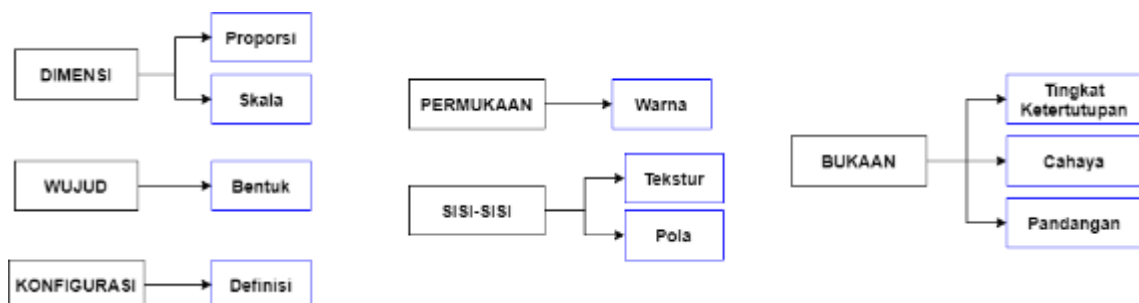 DIMENSI
Proporsi
Skala
WUJUD
Bentuk
KONFIGURASI
Definisi
PERMUKAAN
Warna
SISI-SISI
Tekstur
Pola
BUKAAN
Tingkat
Ketertutupan
Cahaya
Pandangan